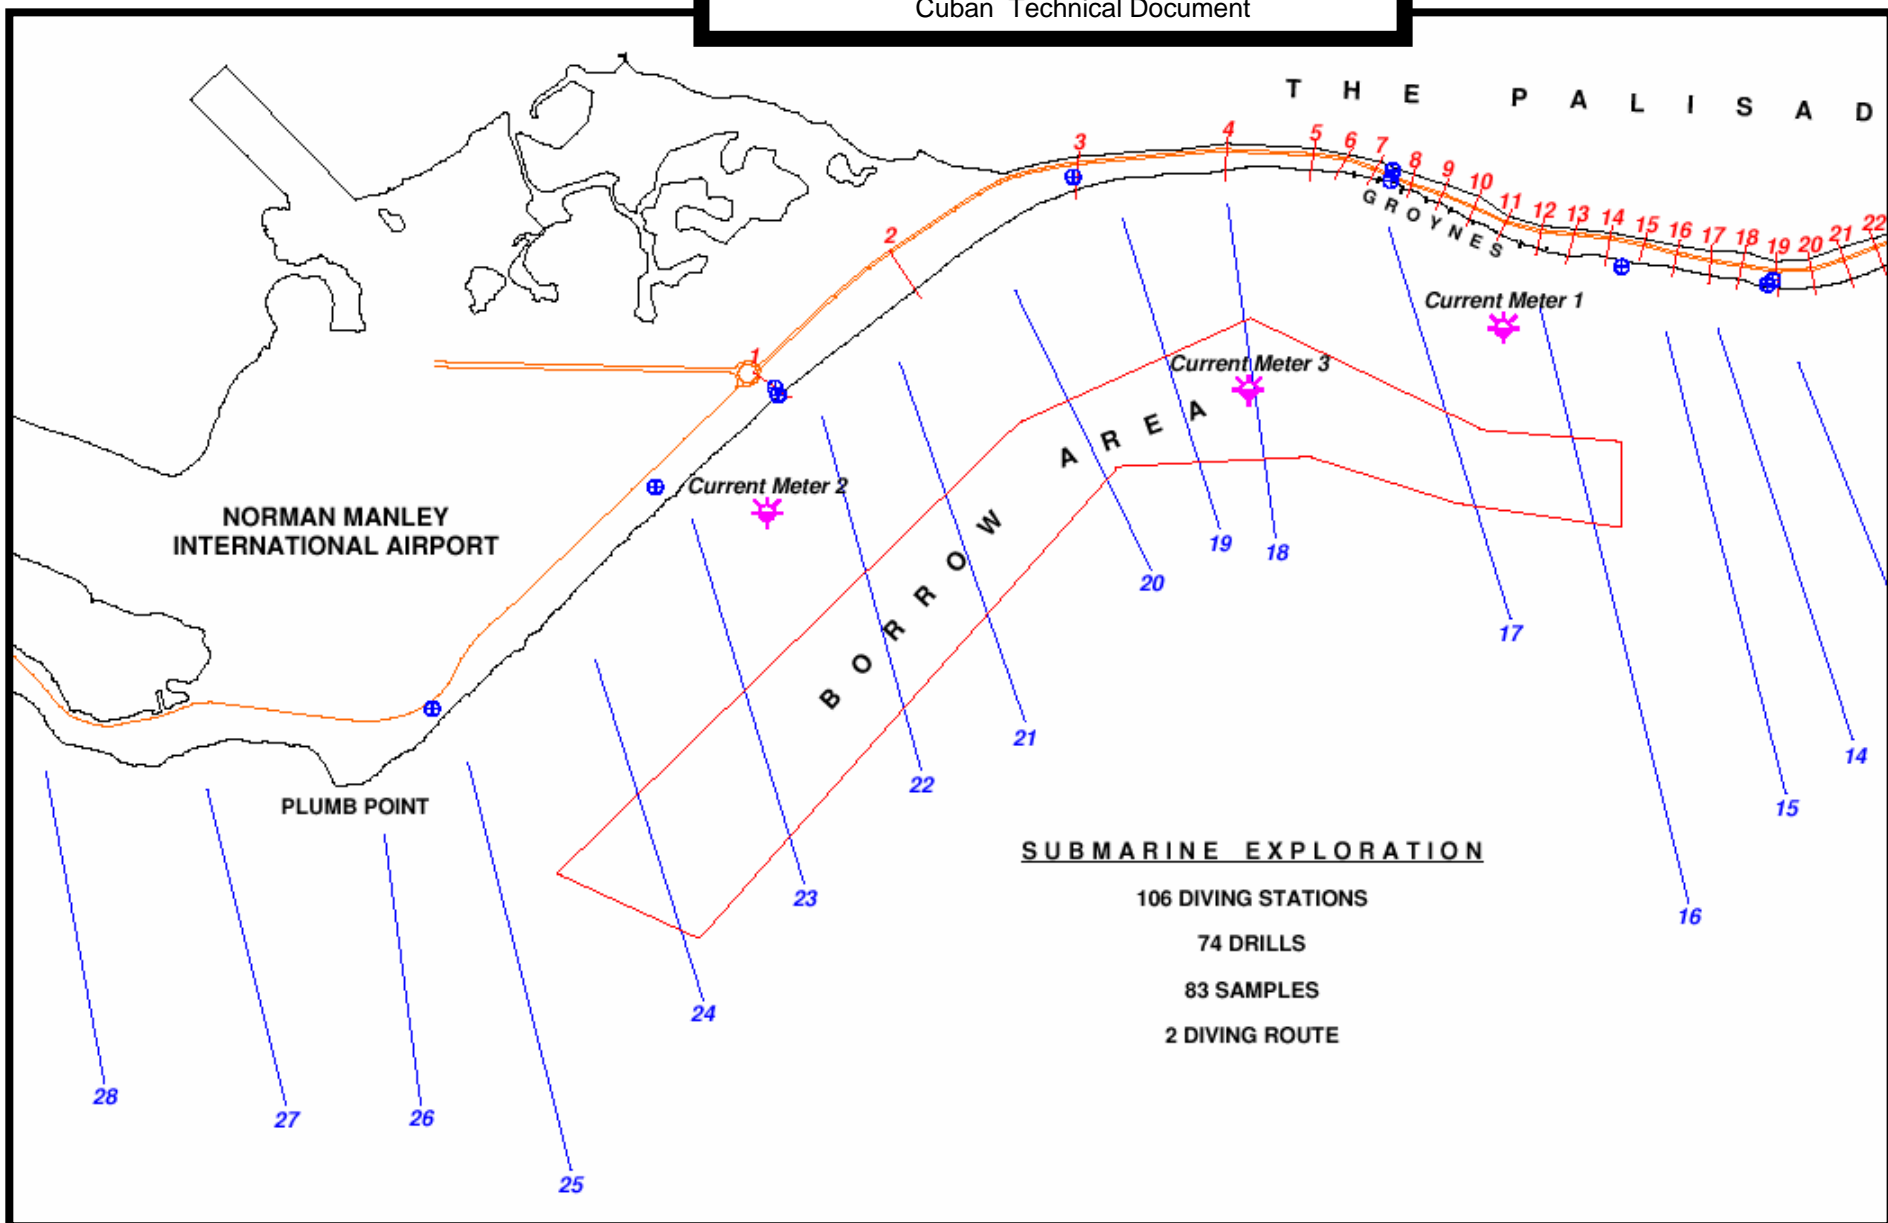 Cuban Technical Document
THE PALISAD
1 2 3 4 5 6 7 8 9 10 11 12 13 14 15 16 17 18 19 20 21 22
GROYNES
Current Meter 1
Current Meter 3
Current Meter 2
BORROW AREA
NORMAN MANLEY
INTERNATIONAL AIRPORT
PLUMB POINT
SUBMARINE EXPLORATION
106 DIVING STATIONS
74 DRILLS
83 SAMPLES
2 DIVING ROUTE
28 27 26 25 24 23 22 21 20 19 18 17 16 15 14